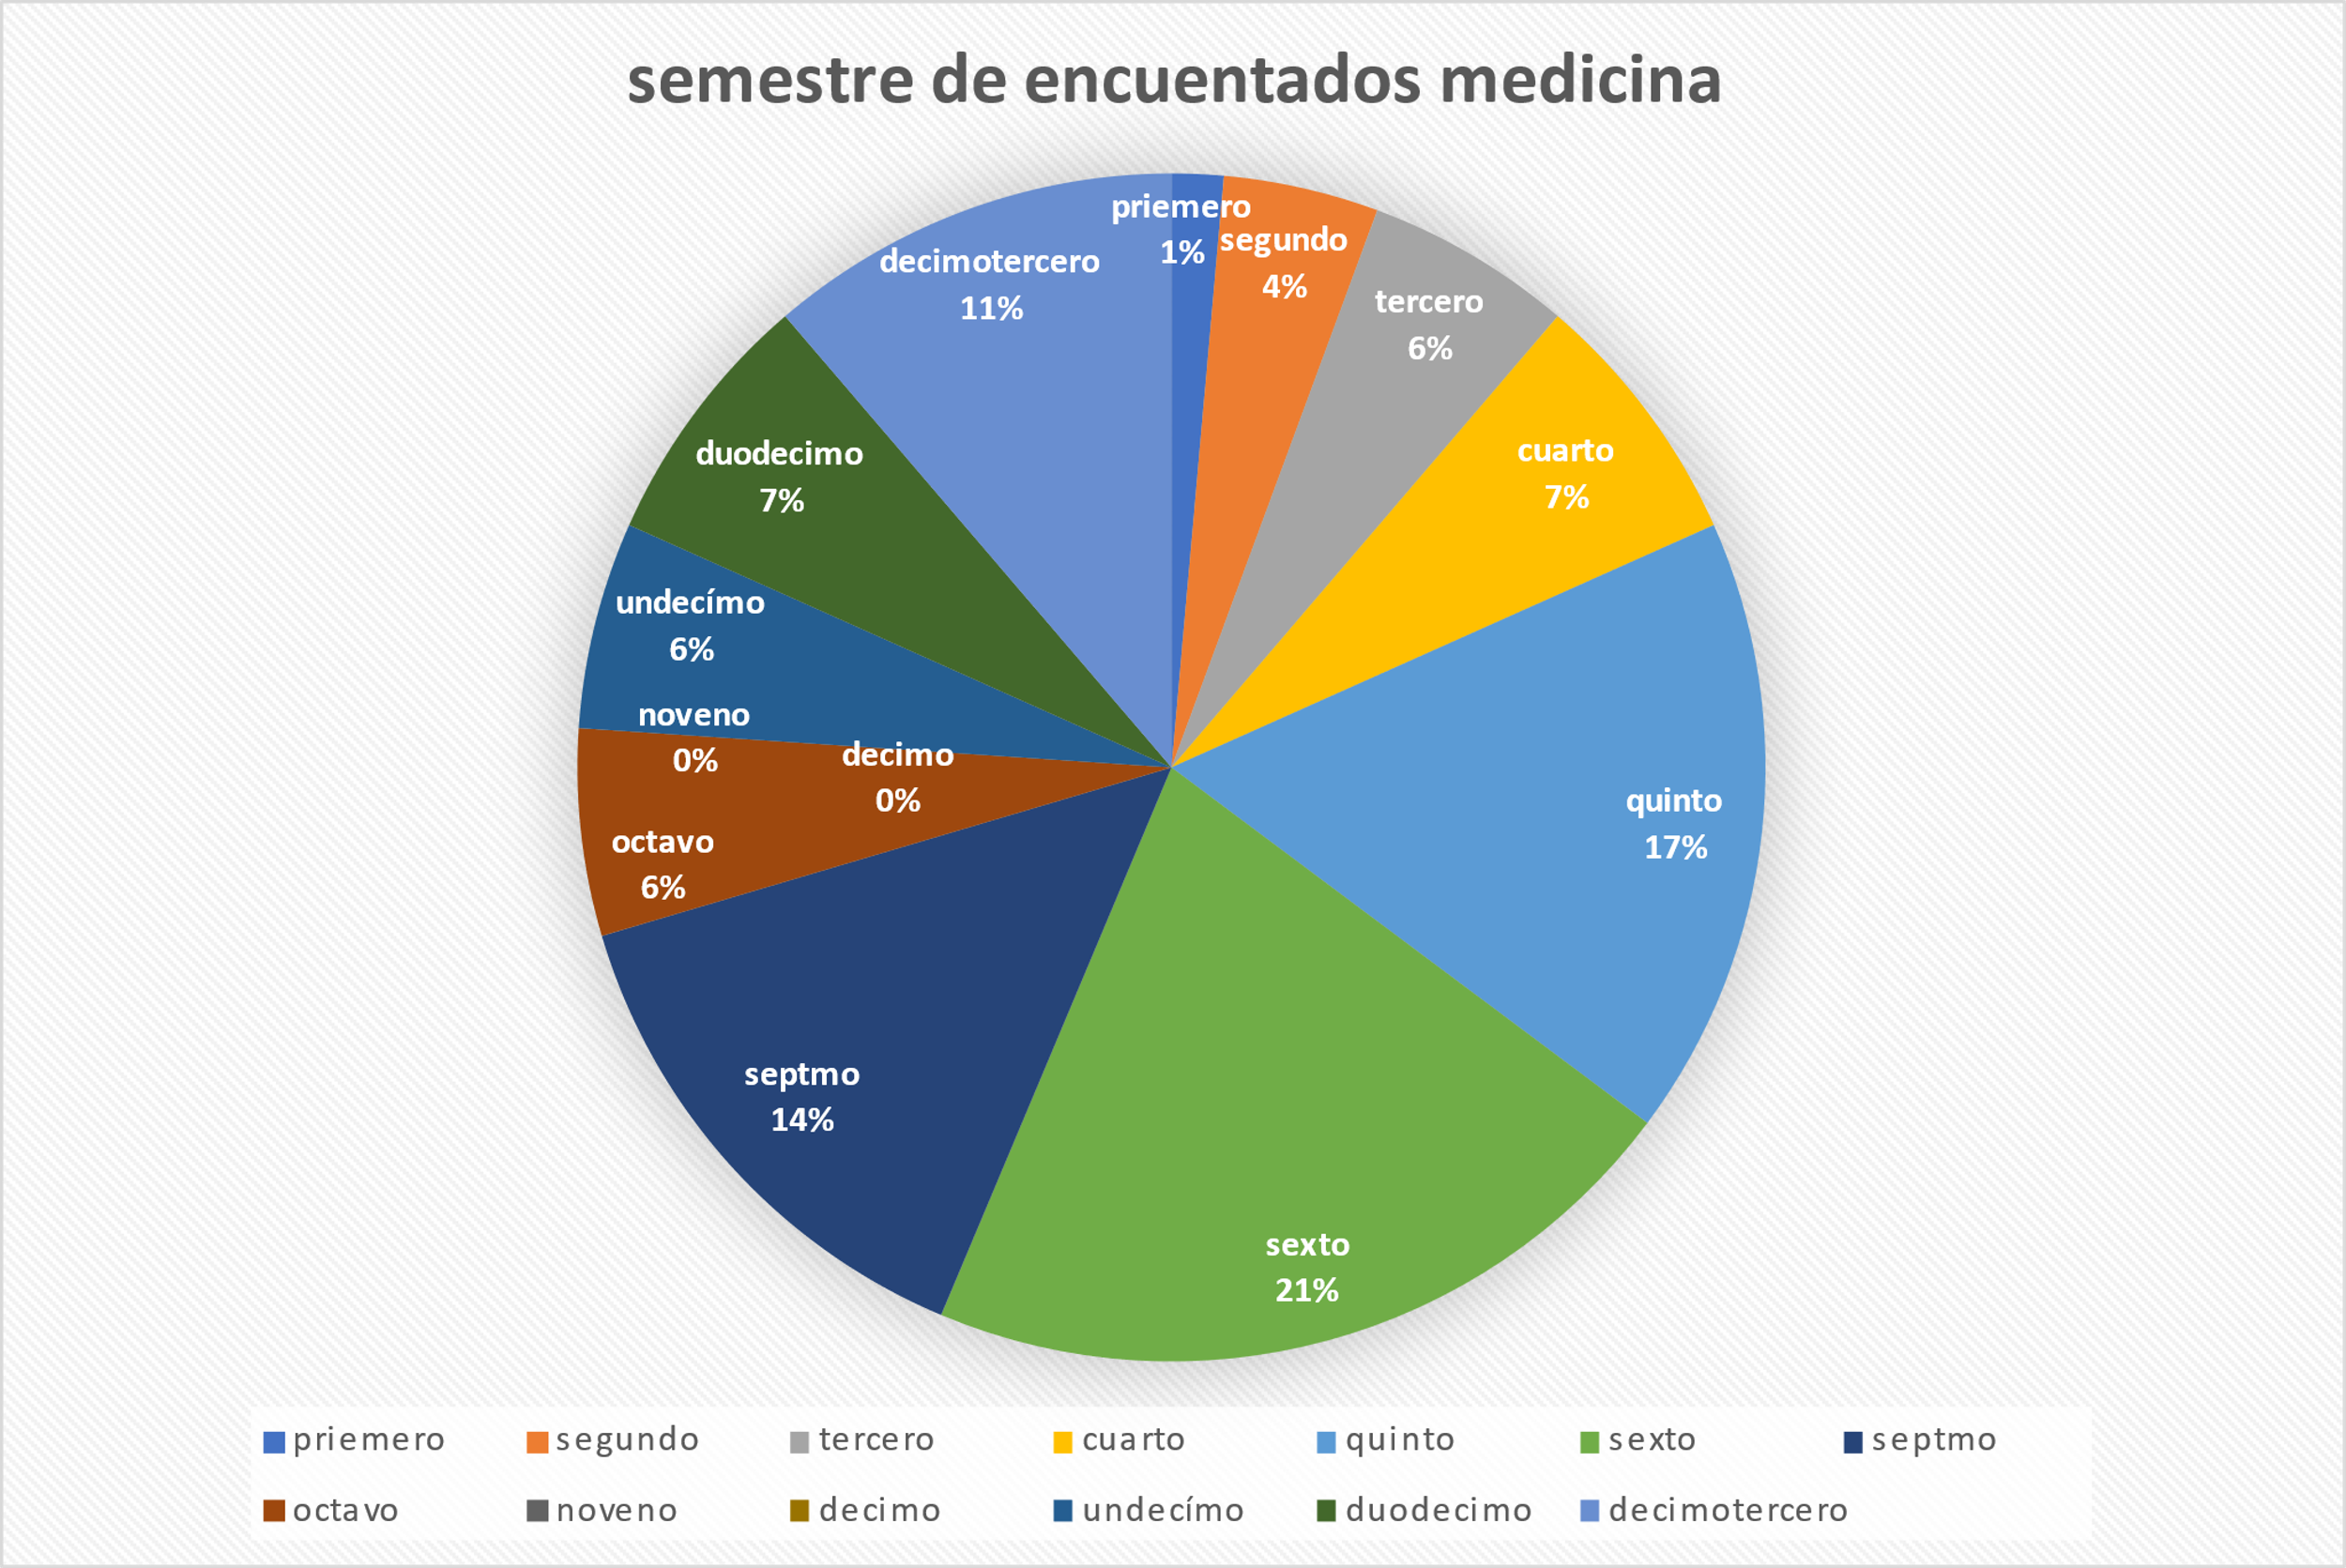 semestre de encuentados medicina
priemero
1%
segundo
4%
tercero
6%
cuarto
7%
quinto
17%
sexto
21%
septmo
14%
octavo
6%
noveno
0%
decimo
0%
undecímo
6%
duodecimo
7%
decimotercero
11%
priemero segundo tercero cuarto quinto sexto septmo
octavo noveno decimo undecímo duodecimo decimotercero